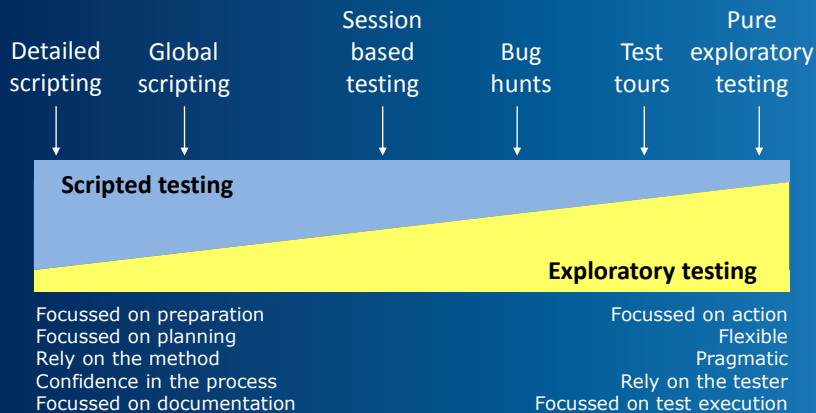 Detailed
scripting
Global
scripting
Session
based
testing
Bug
hunts
Test
tours
Pure
exploratory
testing
Scripted testing
Exploratory testing
Focussed on preparation
Focussed on planning
Rely on the method
Confidence in the process
Focussed on documentation
Focussed on action
Flexible
Pragmatic
Rely on the tester
Focussed on test execution